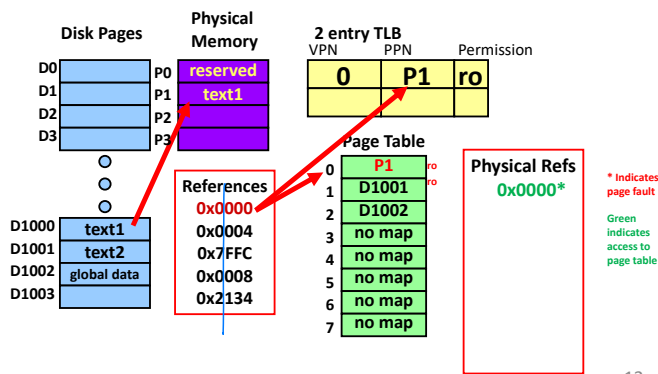 Disk Pages
D0
D1
D2
D3
D1000 text1
D1001 text2
D1002 global data
D1003
Physical
Memory
P0 reserved
P1 text1
P2
P3
References
0x0000
0x0004
0x7FFC
0x0008
0x2134
2 entry TLB
VPN PPN Permission
0 P1 ro
Page Table
0 P1 ro
1 D1001 ro
2 D1002
3 no map
4 no map
5 no map
6 no map
7 no map
Physical Refs
0x0000*
* Indicates
page fault
Green
indicates
access to
page table